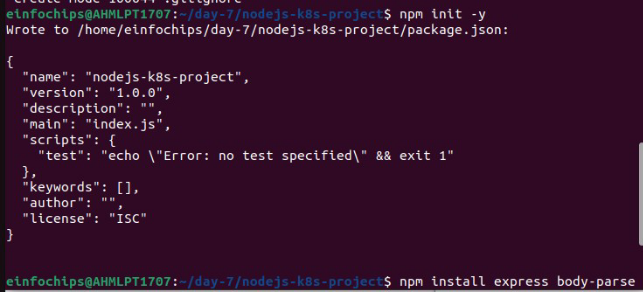 create mode 100644 .gitignore
einfochips@AHMLPT1707:~/day-7/nodejs-k8s-project$ npm init -y
Wrote to /home/einfochips/day-7/nodejs-k8s-project/package.json:
{
"name": "nodejs-k8s-project",
"version": "1.0.0",
"description": "",
"main": "index.js",
"scripts": {
"test": "echo \"Error: no test specified\" && exit 1"
},
"keywords": [],
"author": "",
"license": "ISC"
}
einfochips@AHMLPT1707:~/day-7/nodejs-k8s-project$ npm install express body-parse